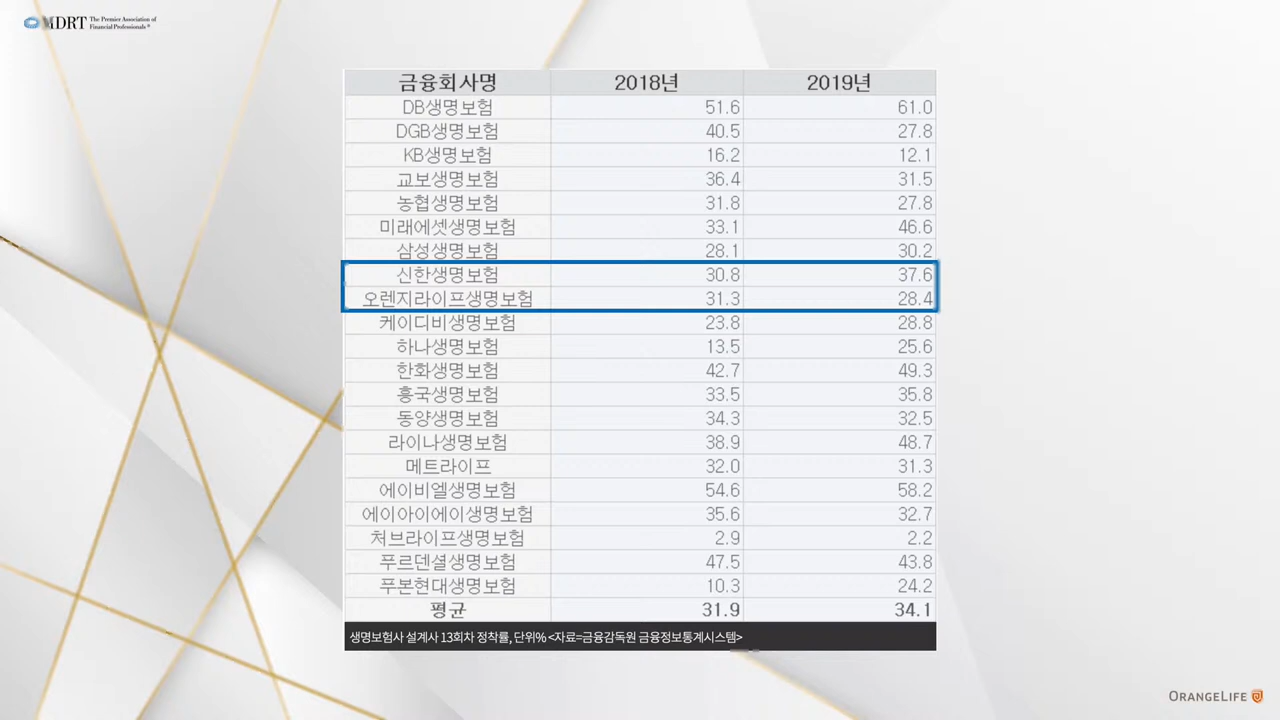 MDRT The Premier Association of
Financial Professionals®
금융회사명 2018년 2019년
DB생명보험 51.6 61.0
DGB생명보험 40.5 27.8
KB생명보험 16.2 12.1
교보생명보험 36.4 31.5
농협생명보험 31.8 27.8
미래에셋생명보험 33.1 46.6
삼성생명보험 28.1 30.2
신한생명보험 30.8 37.6
오렌지라이프생명보험 31.3 28.4
케이디비생명보험 23.8 28.8
하나생명보험 13.5 25.6
한화생명보험 42.7 49.3
흥국생명보험 33.5 35.8
동양생명보험 34.3 32.5
라이나생명보험 38.9 48.7
메트라이프 32.0 31.3
에이비엘생명보험 54.6 58.2
에이아이에이생명보험 35.6 32.7
처브라이프생명보험 2.9 2.2
푸르덴셜생명보험 47.5 43.8
푸본현대생명보험 10.3 24.2
평균 31.9 34.1
생명보험사 설계사 13회차 정착률, 단위% <자료=금융감독원 금융정보통계시스템>
ORANGELIFE